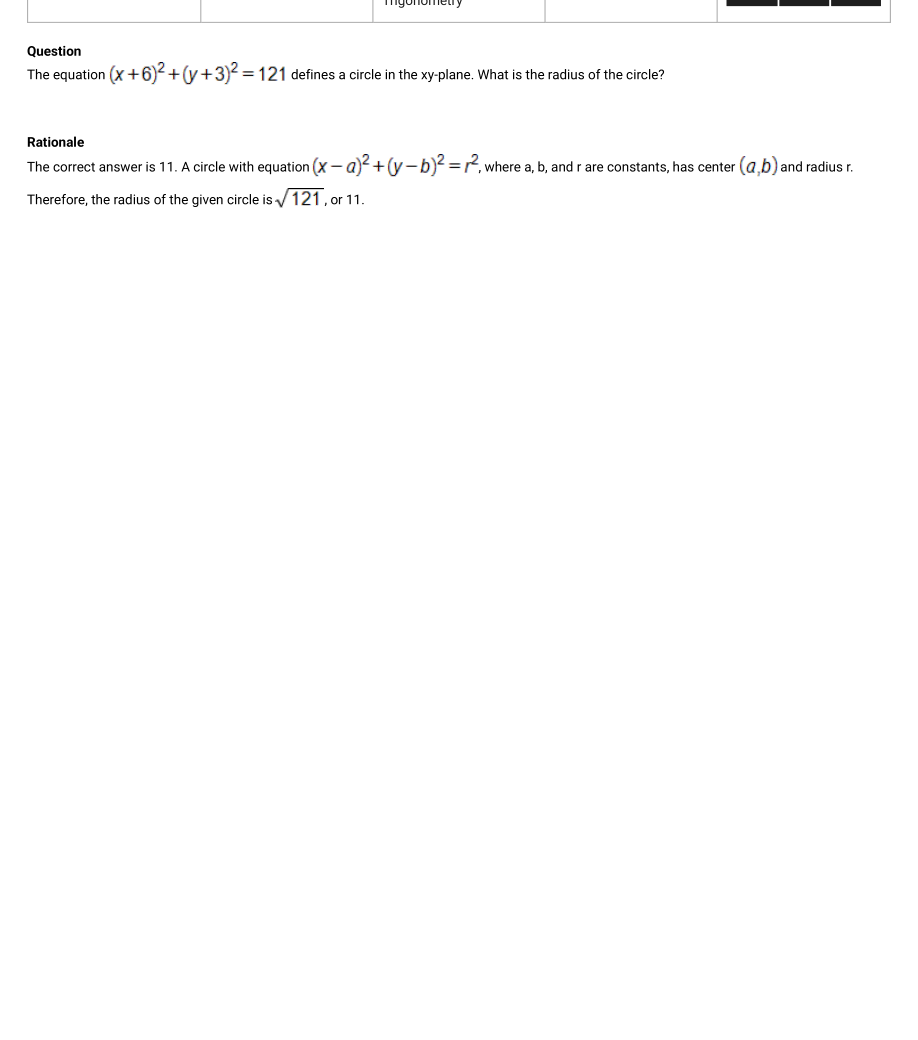 Trigonometry
Question
The equation (x+6)²+(y+3)²=121 defines a circle in the xy-plane. What is the radius of the circle?
Rationale
The correct answer is 11. A circle with equation (x−a)²+(y−b)²=r², where a, b, and r are constants, has center (a,b) and radius r.
Therefore, the radius of the given circle is √121, or 11.